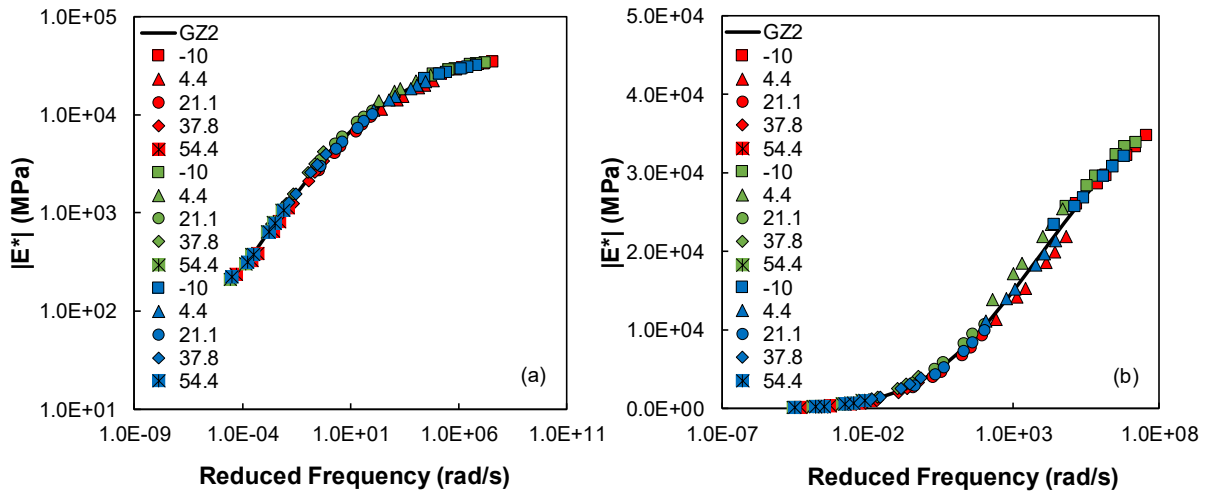 1.0E+05
1.0E+04
1.0E+03
1.0E+02
1.0E+01
|E*| (MPa)
GZ2
-10
4.4
21.1
37.8
54.4
-10
4.4
21.1
37.8
54.4
-10
4.4
21.1
37.8
54.4
(a)
1.0E-09
1.0E-04
1.0E+01
1.0E+06
1.0E+11
Reduced Frequency (rad/s)
5.0E+04
4.0E+04
3.0E+04
2.0E+04
1.0E+04
0.0E+00
|E*| (MPa)
GZ2
-10
4.4
21.1
37.8
54.4
-10
4.4
21.1
37.8
54.4
-10
4.4
21.1
37.8
54.4
(b)
1.0E-07
1.0E-02
1.0E+03
1.0E+08
Reduced Frequency (rad/s)